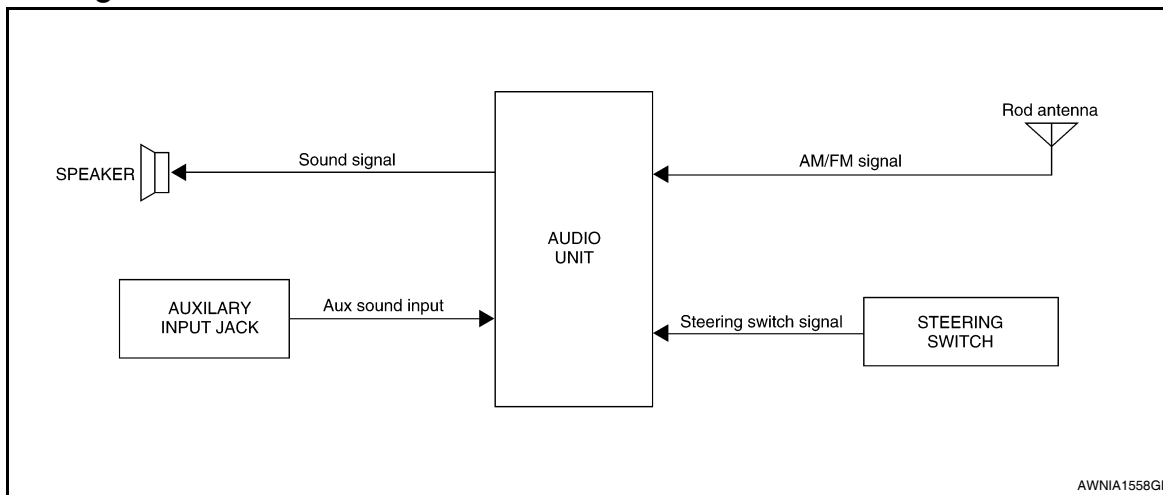 Rod antenna
Sound signal
AM/FM signal
SPEAKER
AUDIO
UNIT
AUXILARY
INPUT JACK
Aux sound input
Steering switch signal
STEERING
SWITCH